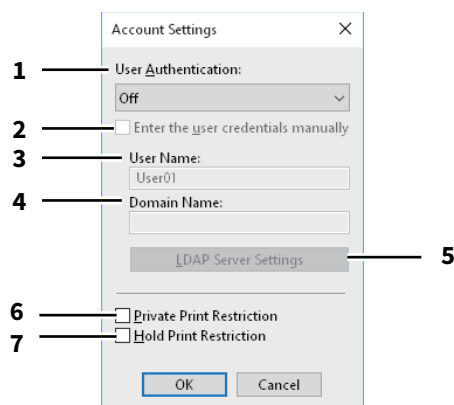 Account Settings
1 User Authentication:
Off
2 Enter the user credentials manually
3 User Name:
User01
4 Domain Name:
LDAP Server Settings 5
6 Private Print Restriction
7 Hold Print Restriction
OK Cancel